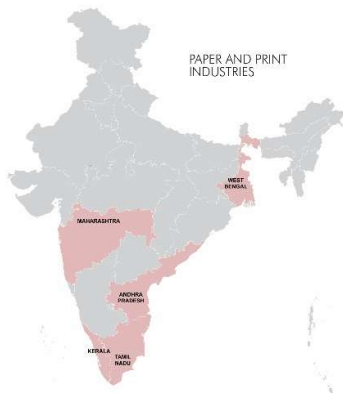 PAPER AND PRINT
INDUSTRIES
WEST
BENGAL
MAHARASHTRA
ANDHRA
PRADESH
KERALA
TAMIL
NADU